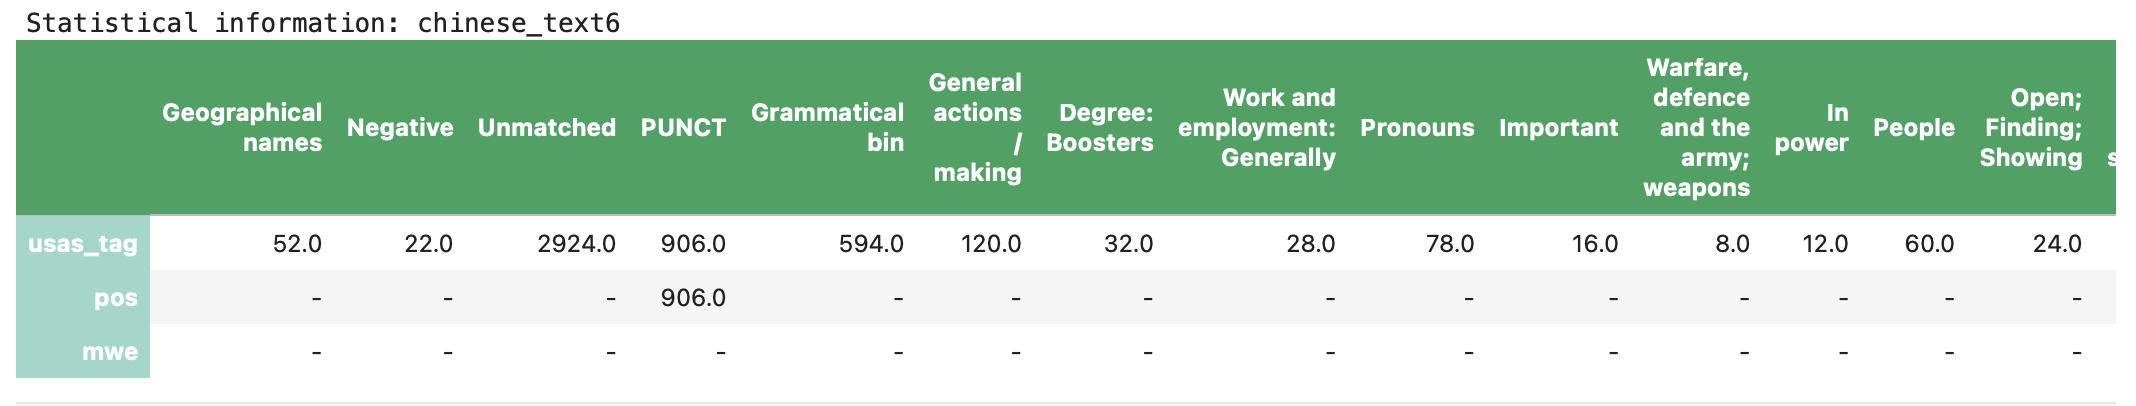 Statistical information: chinese_text6
Geographical names Negative Unmatched PUNCT Grammatical bin General actions / making Degree: Boosters Work and employment: Generally Pronouns Important Warfare, defence and the army; weapons In power People Open; Finding; Showing
usas_tag 52.0 22.0 2924.0 906.0 594.0 120.0 32.0 28.0 78.0 16.0 8.0 12.0 60.0 24.0
pos - - - 906.0 - - - - - - - - - -
mwe - - - - - - - - - - - - - -